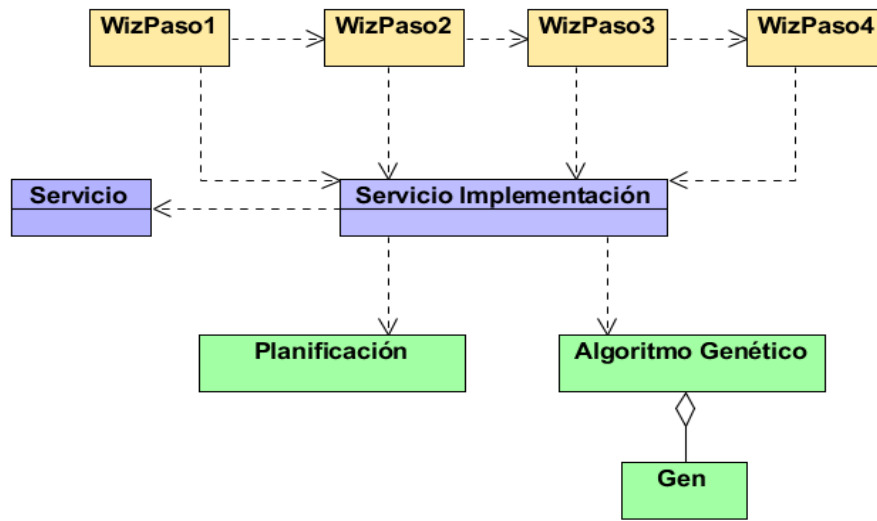 WizPaso1
WizPaso2
WizPaso3
WizPaso4
Servicio
Servicio Implementación
Planificación
Algoritmo Genético
Gen